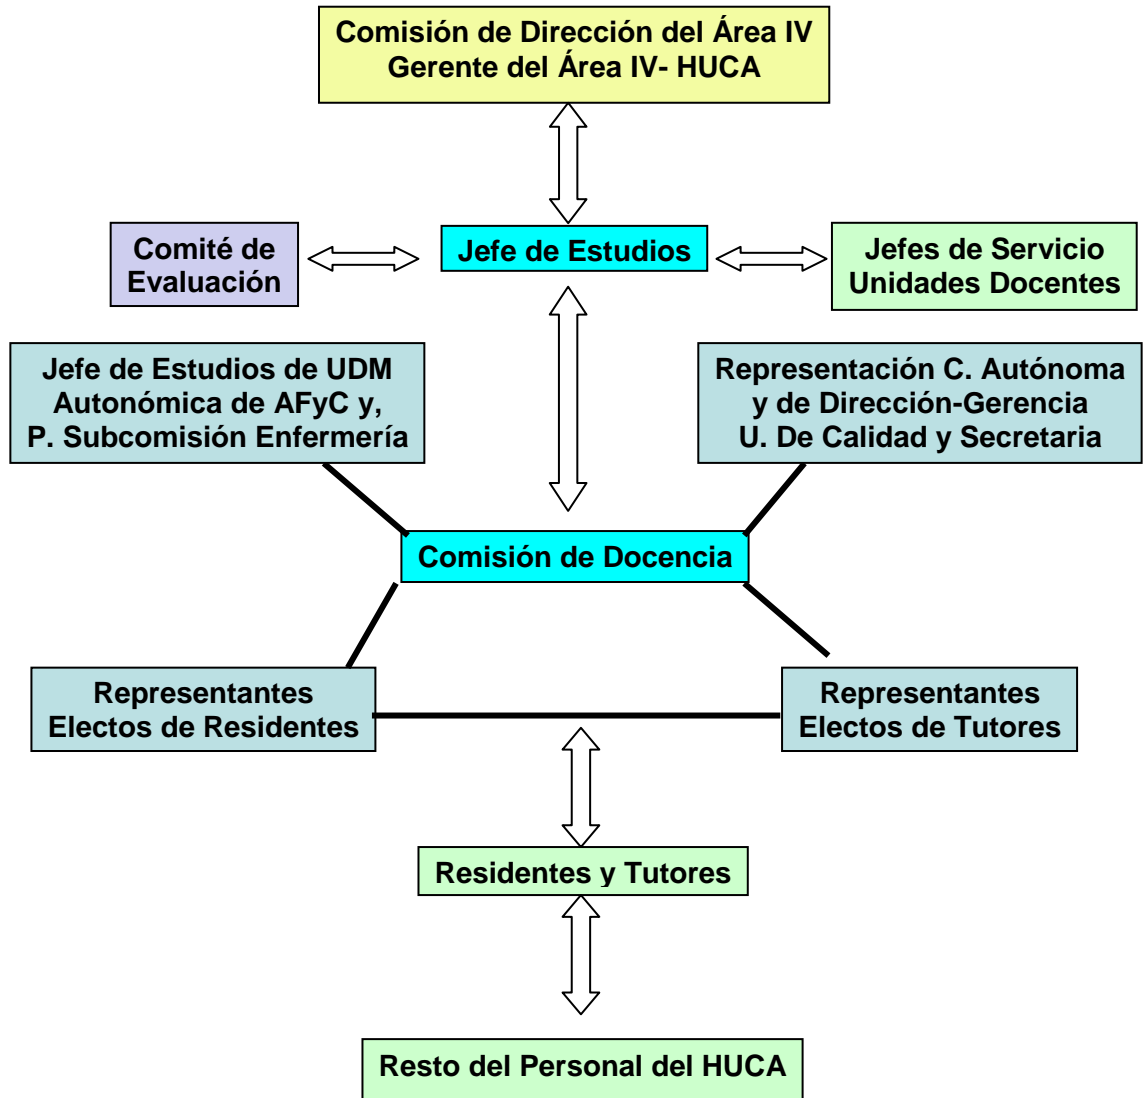 Comisión de Dirección del Área IV
Gerente del Área IV- HUCA
Comité de
Evaluación
Jefe de Estudios
Jefes de Servicio
Unidades Docentes
Jefe de Estudios de UDM
Autonómica de AFyC y,
P. Subcomisión Enfermería
Representación C. Autónoma
y de Dirección-Gerencia
U. De Calidad y Secretaria
Comisión de Docencia
Representantes
Electos de Residentes
Representantes
Electos de Tutores
Residentes y Tutores
Resto del Personal del HUCA